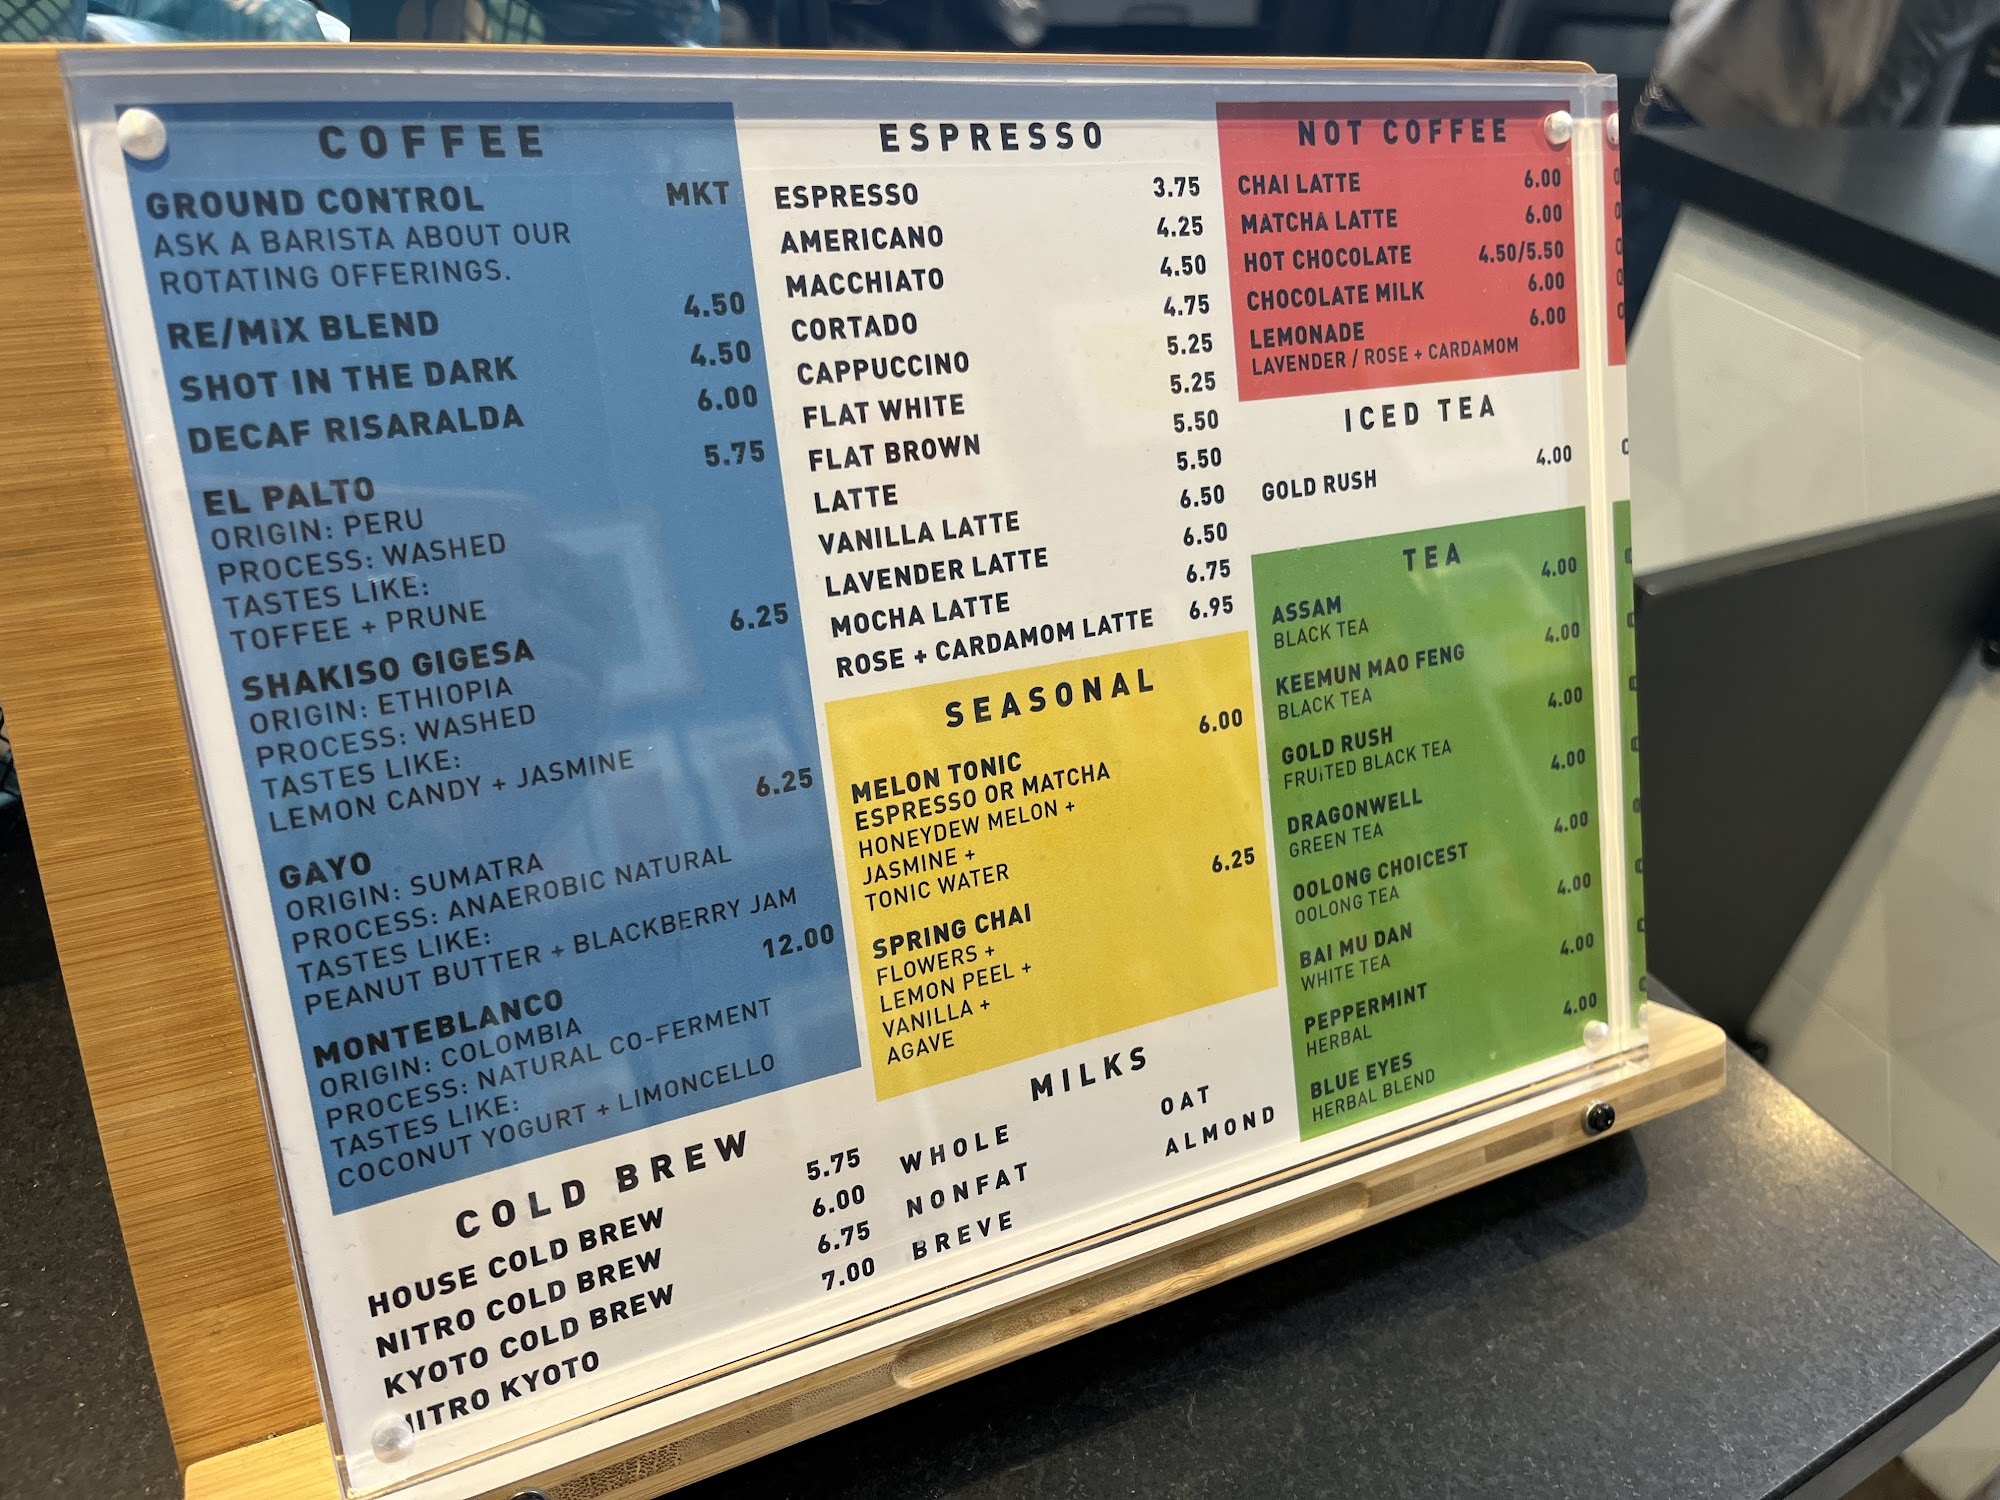 COFFEE
GROUND CONTROL MKT
ASK A BARISTA ABOUT OUR
ROTATING OFFERINGS.
RE/MIX BLEND 4.50
SHOT IN THE DARK 4.50
DECAF RISARALDA 6.00
EL PALTO 5.75
ORIGIN: PERU
PROCESS: WASHED
TASTES LIKE:
TOFFEE + PRUNE
SHAKISO GIGESA 6.25
ORIGIN: ETHIOPIA
PROCESS: WASHED
TASTES LIKE:
LEMON CANDY + JASMINE
GAYO 6.25
ORIGIN: SUMATRA
PROCESS: ANAEROBIC NATURAL
TASTES LIKE:
PEANUT BUTTER + BLACKBERRY JAM
MONTEBLANCO 12.00
ORIGIN: COLOMBIA
PROCESS: NATURAL CO-FERMENT
TASTES LIKE:
COCONUT YOGURT + LIMONCELLO
COLD BREW
HOUSE COLD BREW 5.75
NITRO COLD BREW 6.00
KYOTO COLD BREW 6.75
NITRO KYOTO 7.00
ESPRESSO
ESPRESSO 3.75
AMERICANO 4.25
MACCHIATO 4.50
CORTADO 4.75
CAPPUCCINO 5.25
FLAT WHITE 5.25
FLAT BROWN 5.50
LATTE 5.50
VANILLA LATTE 6.50
LAVENDER LATTE 6.50
MOCHA LATTE 6.75
ROSE + CARDAMOM LATTE 6.95
SEASONAL
MELON TONIC 6.00
ESPRESSO OR MATCHA
HONEYDEW MELON +
JASMINE +
TONIC WATER
SPRING CHAI 6.25
FLOWERS +
LEMON PEEL +
VANILLA +
AGAVE
MILKS
WHOLE OAT
NONFAT ALMOND
BREVE
NOT COFFEE
CHAI LATTE 6.00
MATCHA LATTE 6.00
HOT CHOCOLATE 4.50/5.50
CHOCOLATE MILK 6.00
LEMONADE 6.00
LAVENDER / ROSE + CARDAMOM
ICED TEA
GOLD RUSH 4.00
TEA
ASSAM 4.00
BLACK TEA
KEEMUN MAO FENG 4.00
BLACK TEA
GOLD RUSH 4.00
FRUITED BLACK TEA
DRAGONWELL 4.00
GREEN TEA
OOLONG CHOICEST 4.00
OOLONG TEA
BAI MU DAN 4.00
WHITE TEA
PEPPERMINT 4.00
HERBAL
BLUE EYES 4.00
HERBAL BLEND